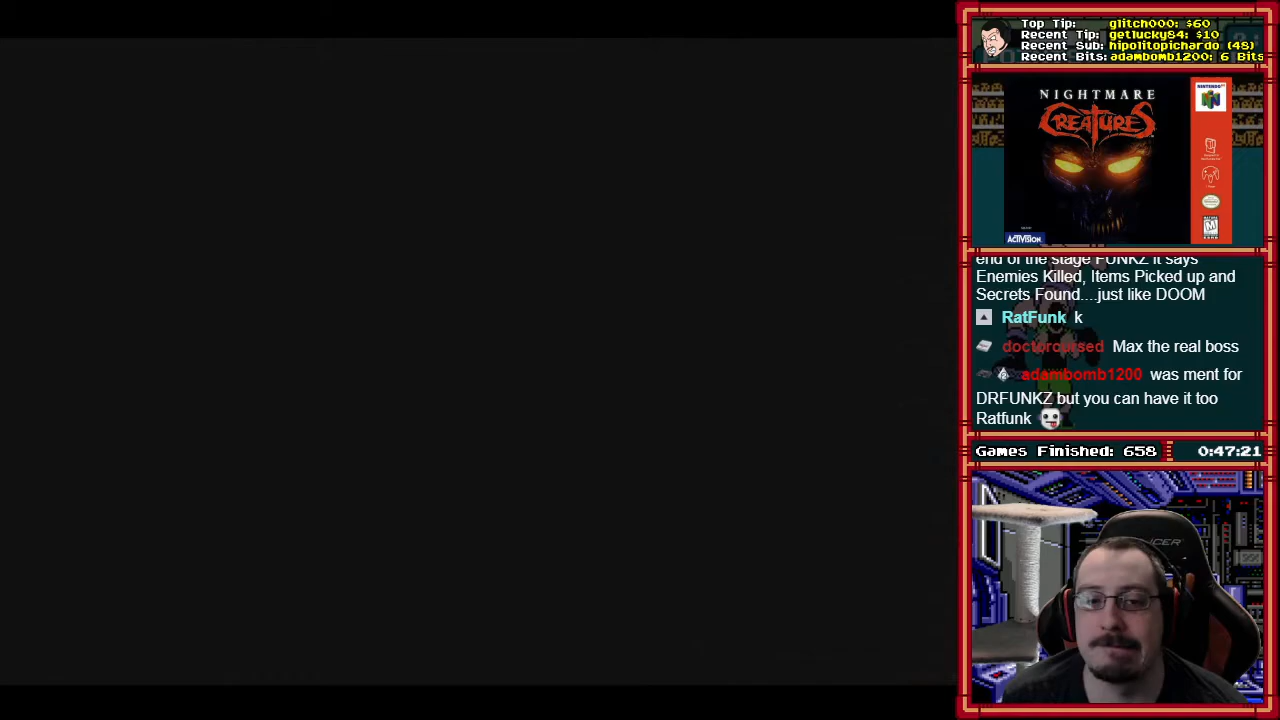 Top Tip: glitch000: $60
Recent Tip: getlucky84: $10
Recent Sub: hipolitopichardo (48)
Recent Bits: adambomb1200: 6 Bits
NIGHTMARE
CREATURES
ACTIVISION
end of the stage FUNKZ it says
Enemies Killed, Items Picked up and
Secrets Found....just like DOOM
RatFunk k
doctorcursed Max the real boss
adambomb1200 was ment for
DRFUNKZ but you can have it too
Ratfunk
Games Finished: 658 0:47:21